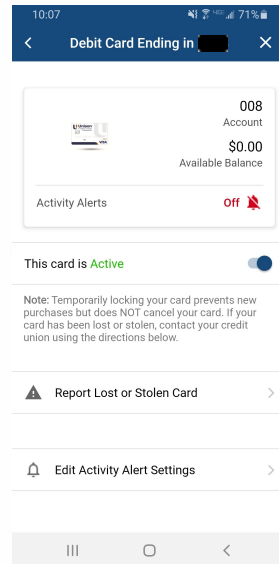 10:07
71%
Debit Card Ending in
008
Account
$0.00
Available Balance
VISA
Activity Alerts
Off
This card is Active
Note: Temporarily locking your card prevents new
purchases but does NOT cancel your card. If your
card has been lost or stolen, contact your credit
union using the directions below.
Report Lost or Stolen Card
Edit Activity Alert Settings